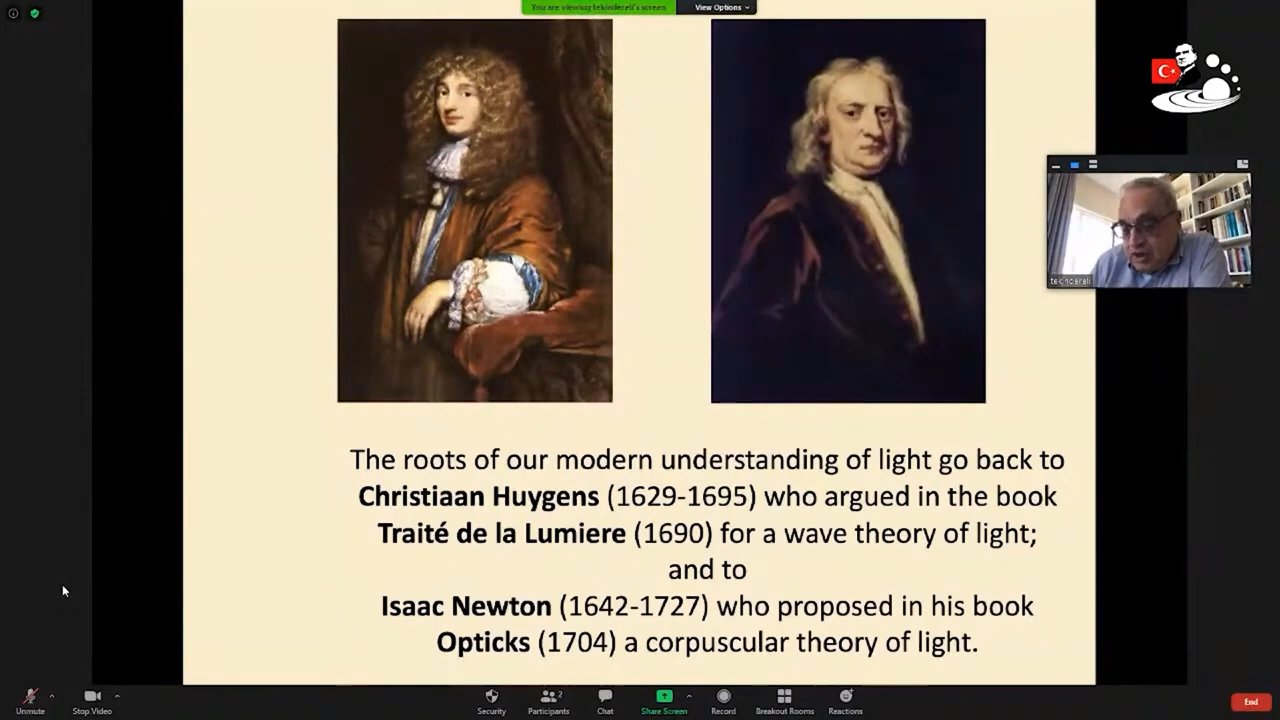 You are viewing tekindereli's screen
View Options
tekindereli
The roots of our modern understanding of light go back to
Christiaan Huygens (1629-1695) who argued in the book
Traité de la Lumiere (1690) for a wave theory of light;
and to
Isaac Newton (1642-1727) who proposed in his book
Opticks (1704) a corpuscular theory of light.
Unmute
Stop Video
Security
Participants
2
Chat
Share Screen
Record
Breakout Rooms
Reactions
End